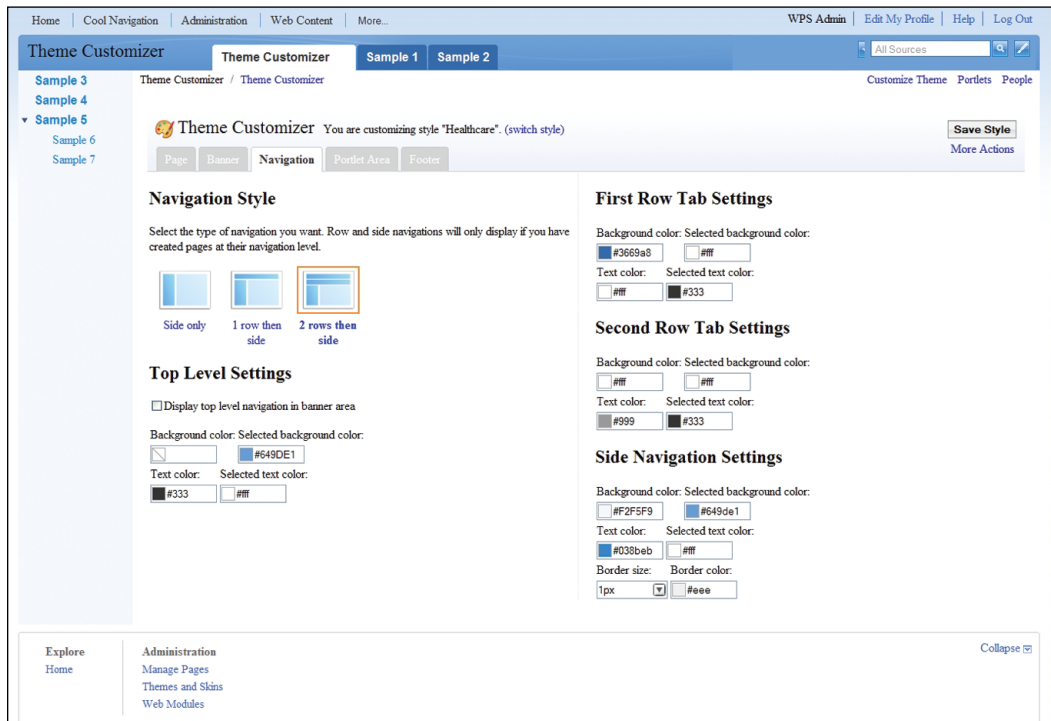 Home Cool Navigation Administration Web Content More... WPS Admin Edit My Profile Help Log Out
Theme Customizer Theme Customizer Sample 1 Sample 2 All Sources
Sample 3 Theme Customizer / Theme Customizer Customize Theme Portlets People
Sample 4
Sample 5
Sample 6
Sample 7
Theme Customizer You are customizing style "Healthcare". (switch style) Save Style
More Actions
Page Banner Navigation Portlet Area Footer
Navigation Style
Select the type of navigation you want. Row and side navigations will only display if you have
created pages at their navigation level.
Side only
1 row then
side
2 rows then
side
Top Level Settings
Display top level navigation in banner area
Background color: Selected background color:
#649DE1
Text color: Selected text color:
#333 #fff
First Row Tab Settings
Background color: Selected background color:
#3669a8 #fff
Text color: Selected text color:
#fff #333
Second Row Tab Settings
Background color: Selected background color:
#fff #fff
Text color: Selected text color:
#999 #333
Side Navigation Settings
Background color: Selected background color:
#F2F5F9 #649de1
Text color: Selected text color:
#038beb #fff
Border size: Border color:
1px #eee
Explore
Home
Administration
Manage Pages
Themes and Skins
Web Modules
Collapse